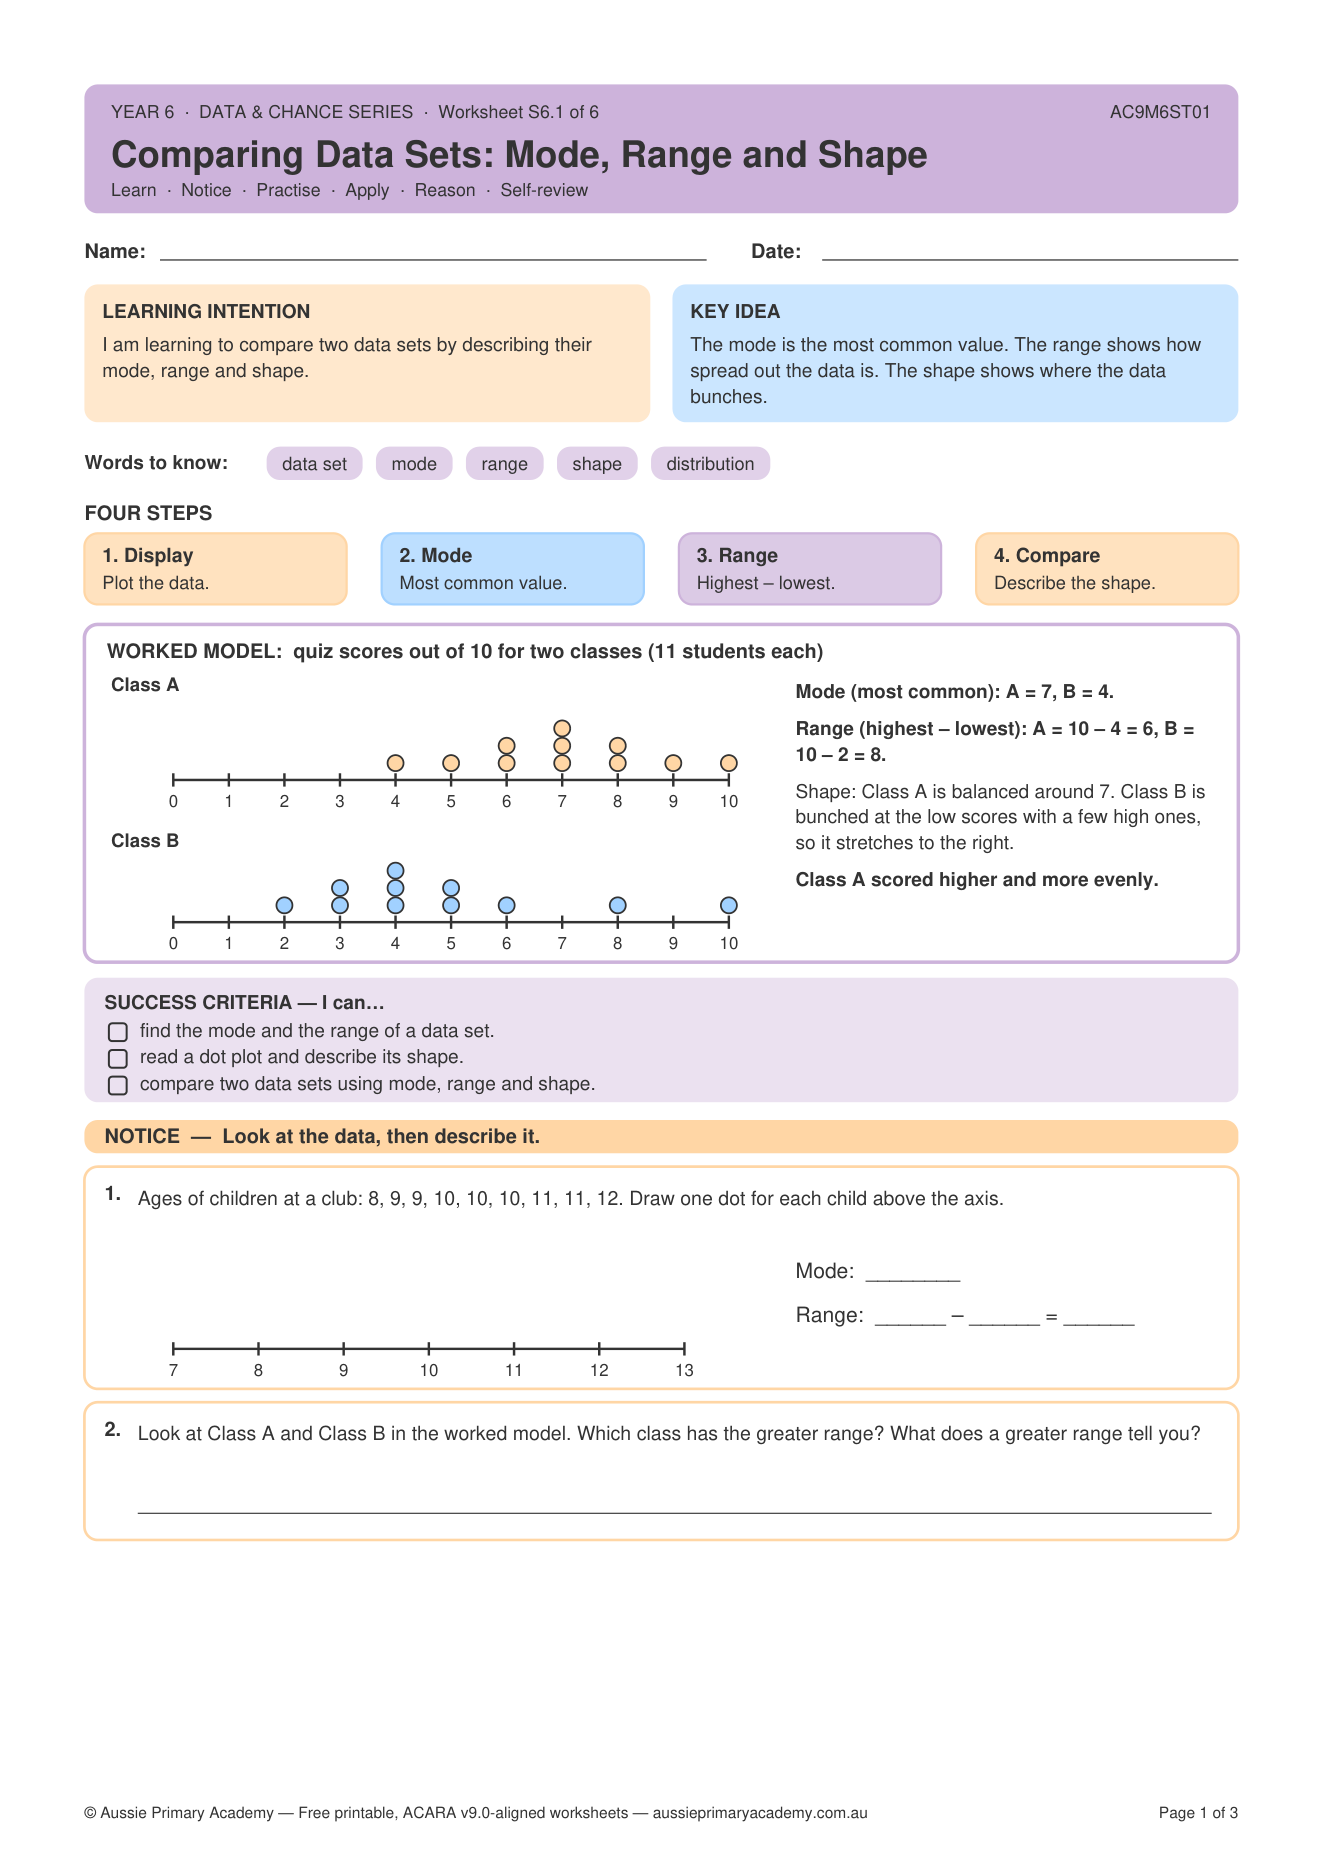 YEAR 6 · DATA & CHANCE SERIES · Worksheet S6.1 of 6 AC9M6ST01
Comparing Data Sets: Mode, Range and Shape
Learn · Notice · Practise · Apply · Reason · Self-review
Name: ________ Date: ________
LEARNING INTENTION
I am learning to compare two data sets by describing their
mode, range and shape.
KEY IDEA
The mode is the most common value. The range shows how
spread out the data is. The shape shows where the data
bunches.
Words to know: data set mode range shape distribution
FOUR STEPS
1. Display
Plot the data.
2. Mode
Most common value.
3. Range
Highest – lowest.
4. Compare
Describe the shape.
WORKED MODEL: quiz scores out of 10 for two classes (11 students each)
Class A
0 1 2 3 4 5 6 7 8 9 10
Class B
0 1 2 3 4 5 6 7 8 9 10
Mode (most common): A = 7, B = 4.
Range (highest – lowest): A = 10 – 4 = 6, B =
10 – 2 = 8.
Shape: Class A is balanced around 7. Class B is
bunched at the low scores with a few high ones,
so it stretches to the right.
Class A scored higher and more evenly.
SUCCESS CRITERIA — I can…
find the mode and the range of a data set.
read a dot plot and describe its shape.
compare two data sets using mode, range and shape.
NOTICE — Look at the data, then describe it.
1. Ages of children at a club: 8, 9, 9, 10, 10, 10, 11, 11, 12. Draw one dot for each child above the axis.
Mode: ________
Range: ______ – ______ = ______
7 8 9 10 11 12 13
2. Look at Class A and Class B in the worked model. Which class has the greater range? What does a greater range tell you?
© Aussie Primary Academy — Free printable, ACARA v9.0-aligned worksheets — aussieprimaryacademy.com.au Page 1 of 3